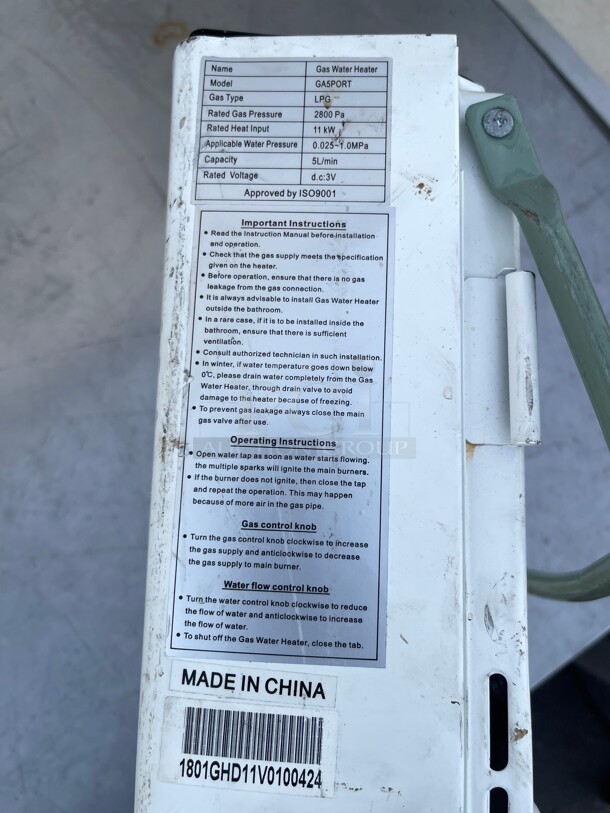 Name Gas Water Heater
Model GA5PORT
Gas Type LPG
Rated Gas Pressure 2800 Pa
Rated Heat Input 11 kW
Applicable Water Pressure 0.025~1.0MPa
Capacity 5L/min
Rated Voltage d.c:3V
Approved by ISO9001
Important Instructions
• Read the Instruction Manual before installation
and operation.
• Check that the gas supply meets the specification
given on the heater.
• Before operation, ensure that there is no gas
leakage from the gas connection.
• It is always advisable to install Gas Water Heater
outside the bathroom.
• In a rare case, if it is to be installed inside the
bathroom, ensure that there is sufficient
ventilation.
• Consult authorized technician in such installation.
• In winter, if water temperature goes down below
0℃, please drain water completely from the Gas
Water Heater, through drain valve to avoid
damage to the heater because of freezing.
• To prevent gas leakage always close the main
gas valve after use.
Operating Instructions
• Open water tap as soon as water starts flowing.
the multiple sparks will ignite the main burners.
• If the burner does not ignite, then close the tap
and repeat the operation. This may happen
because of more air in the gas pipe.
Gas control knob
• Turn the gas control knob clockwise to increase
the gas supply and anticlockwise to decrease
the gas supply to main burner.
Water flow control knob
• Turn the water control knob clockwise to reduce
the flow of water and anticlockwise to increase
the flow of water.
• To shut off the Gas Water Heater, close the tab.
MADE IN CHINA
1801GHD11V0100424